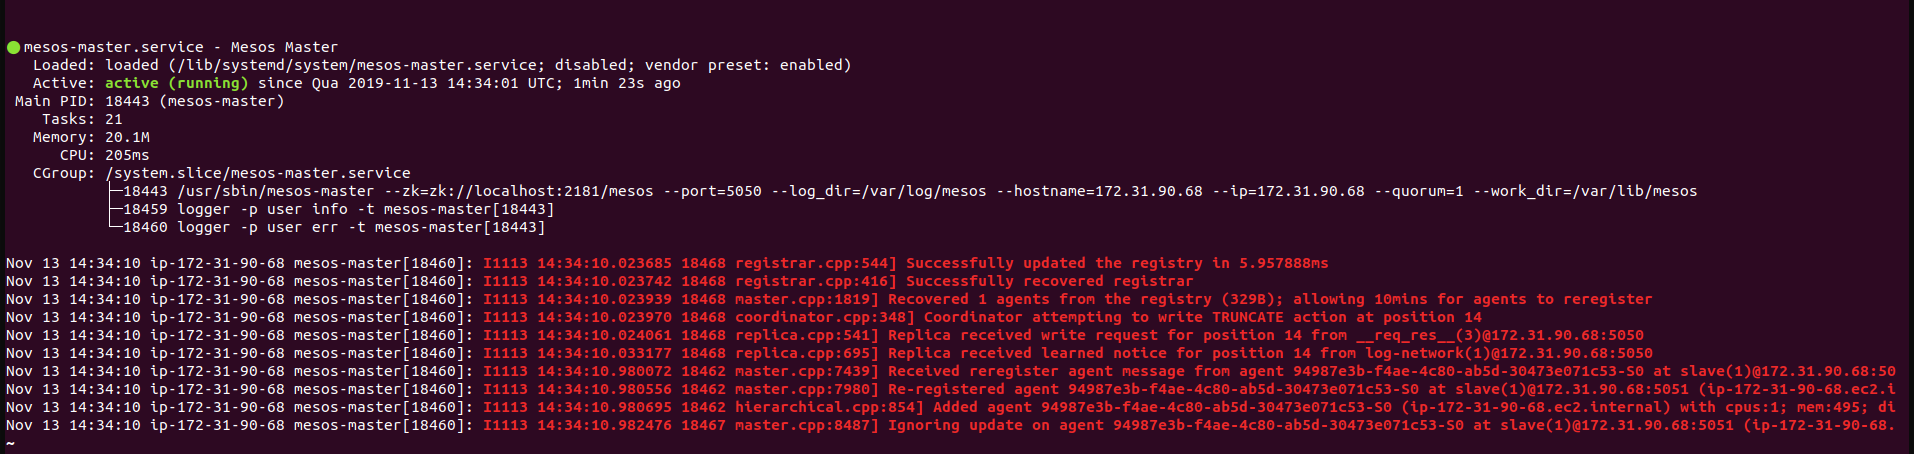 ●mesos-master.service - Mesos Master
   Loaded: loaded (/lib/systemd/system/mesos-master.service; disabled; vendor preset: enabled)
   Active: active (running) since Qua 2019-11-13 14:34:01 UTC; 1min 23s ago
 Main PID: 18443 (mesos-master)
    Tasks: 21
   Memory: 20.1M
      CPU: 205ms
   CGroup: /system.slice/mesos-master.service
           ├─18443 /usr/sbin/mesos-master --zk=zk://localhost:2181/mesos --port=5050 --log_dir=/var/log/mesos --hostname=172.31.90.68 --ip=172.31.90.68 --quorum=1 --work_dir=/var/lib/mesos
           ├─18459 logger -p user info -t mesos-master[18443]
           └─18460 logger -p user err -t mesos-master[18443]
Nov 13 14:34:10 ip-172-31-90-68 mesos-master[18460]: I1113 14:34:10.023685 18468 registrar.cpp:544] Successfully updated the registry in 5.957888ms
Nov 13 14:34:10 ip-172-31-90-68 mesos-master[18460]: I1113 14:34:10.023742 18468 registrar.cpp:416] Successfully recovered registrar
Nov 13 14:34:10 ip-172-31-90-68 mesos-master[18460]: I1113 14:34:10.023939 18468 master.cpp:1819] Recovered 1 agents from the registry (329B); allowing 10mins for agents to reregister
Nov 13 14:34:10 ip-172-31-90-68 mesos-master[18460]: I1113 14:34:10.023970 18468 coordinator.cpp:348] Coordinator attempting to write TRUNCATE action at position 14
Nov 13 14:34:10 ip-172-31-90-68 mesos-master[18460]: I1113 14:34:10.024061 18468 replica.cpp:541] Replica received write request for position 14 from __req_res__(3)@172.31.90.68:5050
Nov 13 14:34:10 ip-172-31-90-68 mesos-master[18460]: I1113 14:34:10.033177 18468 replica.cpp:695] Replica received learned notice for position 14 from log-network(1)@172.31.90.68:5050
Nov 13 14:34:10 ip-172-31-90-68 mesos-master[18460]: I1113 14:34:10.980072 18462 master.cpp:7439] Received reregister agent message from agent 94987e3b-f4ae-4c80-ab5d-30473e071c53-S0 at slave(1)@172.31.90.68:50
Nov 13 14:34:10 ip-172-31-90-68 mesos-master[18460]: I1113 14:34:10.980556 18462 master.cpp:7980] Re-registered agent 94987e3b-f4ae-4c80-ab5d-30473e071c53-S0 at slave(1)@172.31.90.68:5051 (ip-172-31-90-68.ec2.i
Nov 13 14:34:10 ip-172-31-90-68 mesos-master[18460]: I1113 14:34:10.980695 18462 hierarchical.cpp:854] Added agent 94987e3b-f4ae-4c80-ab5d-30473e071c53-S0 (ip-172-31-90-68.ec2.internal) with cpus:1; mem:495; di
Nov 13 14:34:10 ip-172-31-90-68 mesos-master[18460]: I1113 14:34:10.982476 18467 master.cpp:8487] Ignoring update on agent 94987e3b-f4ae-4c80-ab5d-30473e071c53-S0 at slave(1)@172.31.90.68:5051 (ip-172-31-90-68.
~